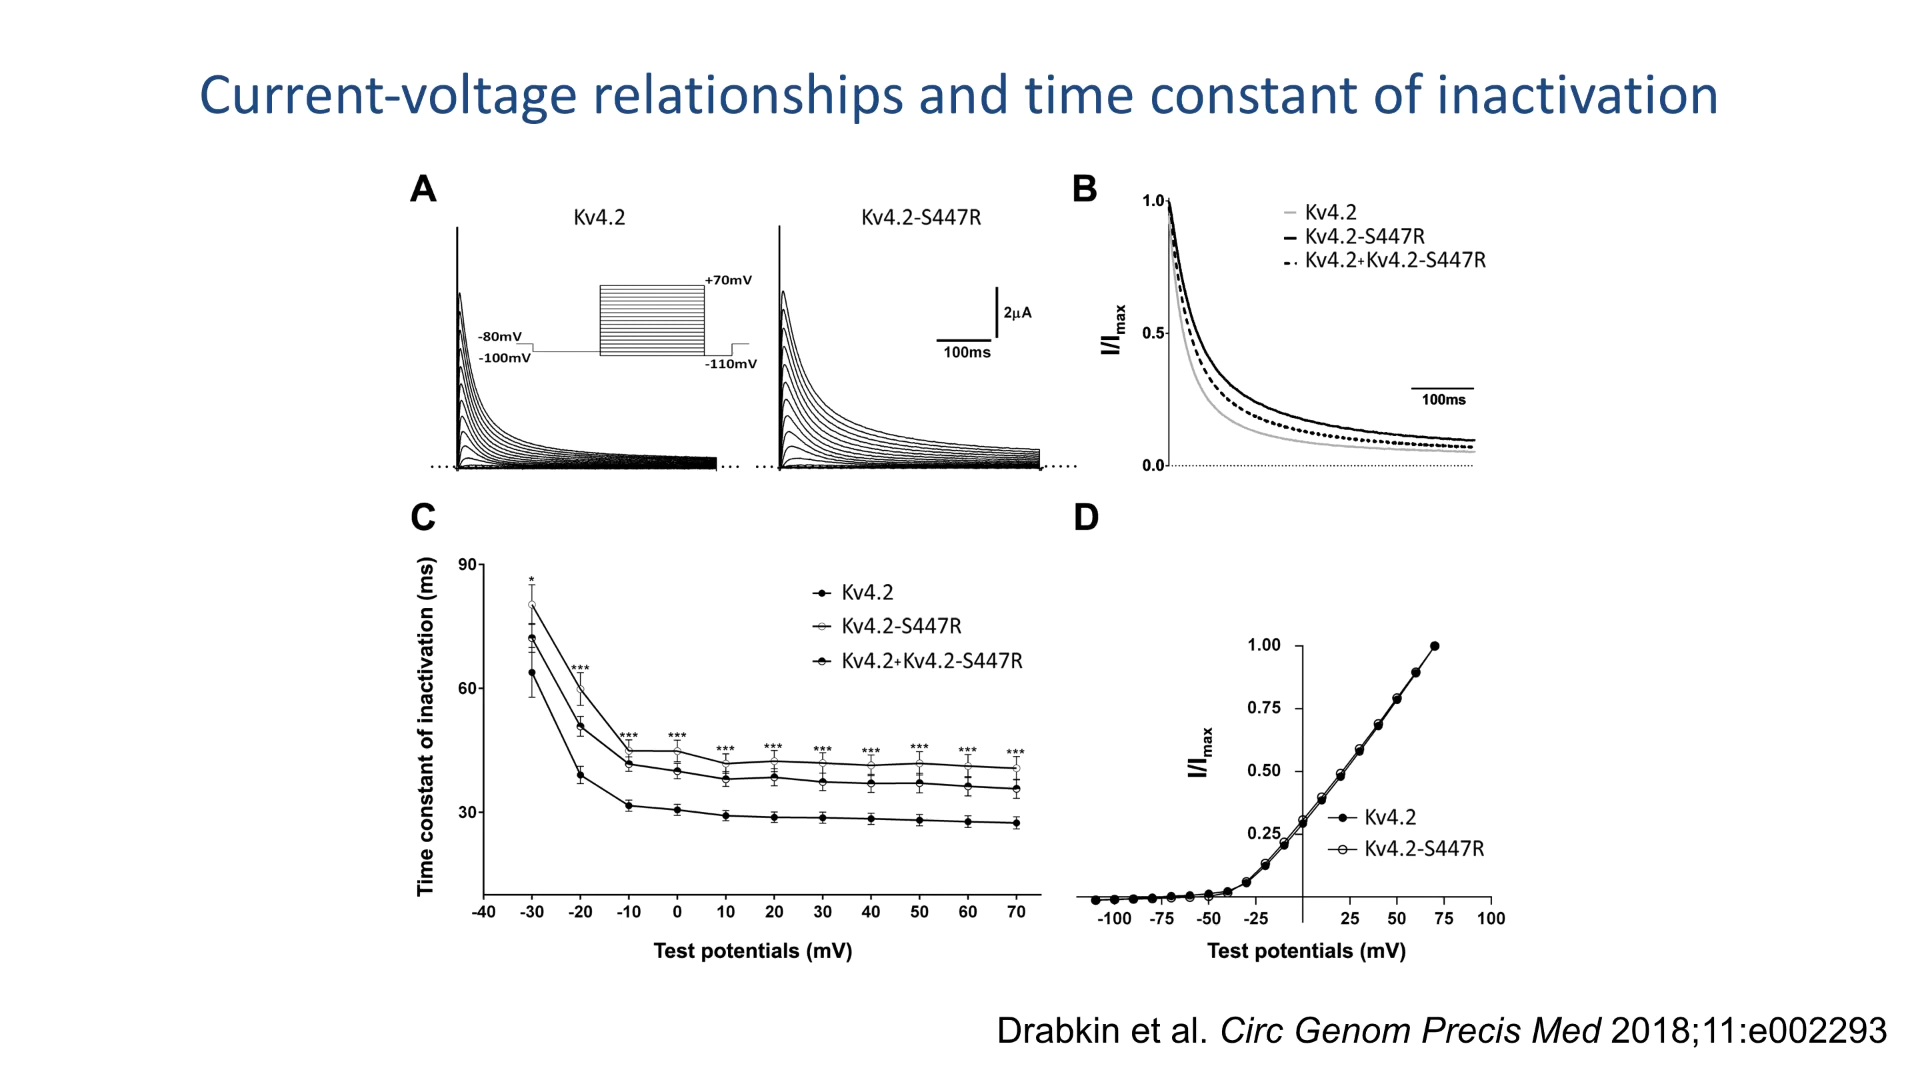 Current-voltage relationships and time constant of inactivation
A
Kv4.2
Kv4.2-S447R
+70mV
-80mV
-100mV
-110mV
2µA
100ms
B
1.0
0.5
0.0
I/Imax
Kv4.2
Kv4.2-S447R
Kv4.2+Kv4.2-S447R
100ms
C
Time constant of inactivation (ms)
90
60
30
*
***
***
***
***
***
***
***
***
***
***
Kv4.2
Kv4.2-S447R
Kv4.2+Kv4.2-S447R
-40 -30 -20 -10 0 10 20 30 40 50 60 70
Test potentials (mV)
D
1.00
0.75
0.50
0.25
I/Imax
Kv4.2
Kv4.2-S447R
-100 -75 -50 -25 25 50 75 100
Test potentials (mV)
Drabkin et al. Circ Genom Precis Med 2018;11:e002293